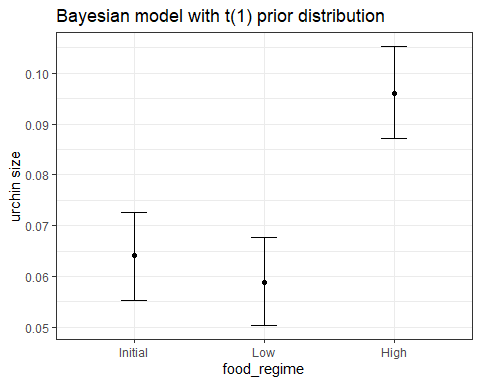 Bayesian model with t(1) prior distribution
urchin size
0.10
0.09
0.08
0.07
0.06
0.05
Initial Low High
food_regime